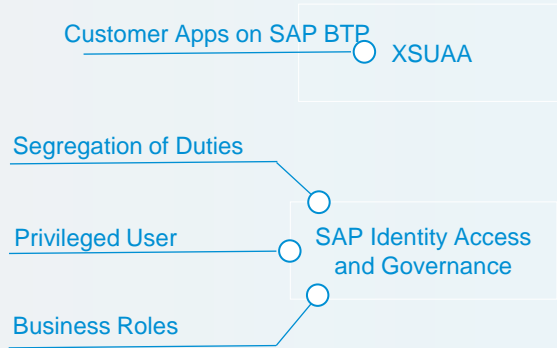 Customer Apps on SAP BTP
XSUAA
Segregation of Duties
Privileged User
SAP Identity Access
and Governance
Business Roles